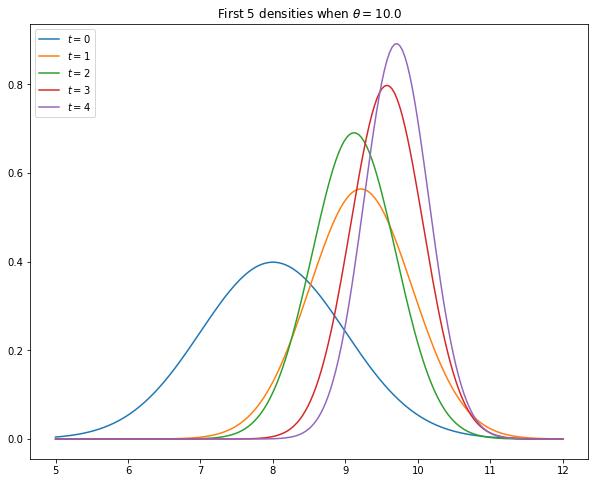 First 5 densities when θ = 10.0
t = 0
t = 1
t = 2
t = 3
t = 4
0.8
0.6
0.4
0.2
0.0
5 6 7 8 9 10 11 12